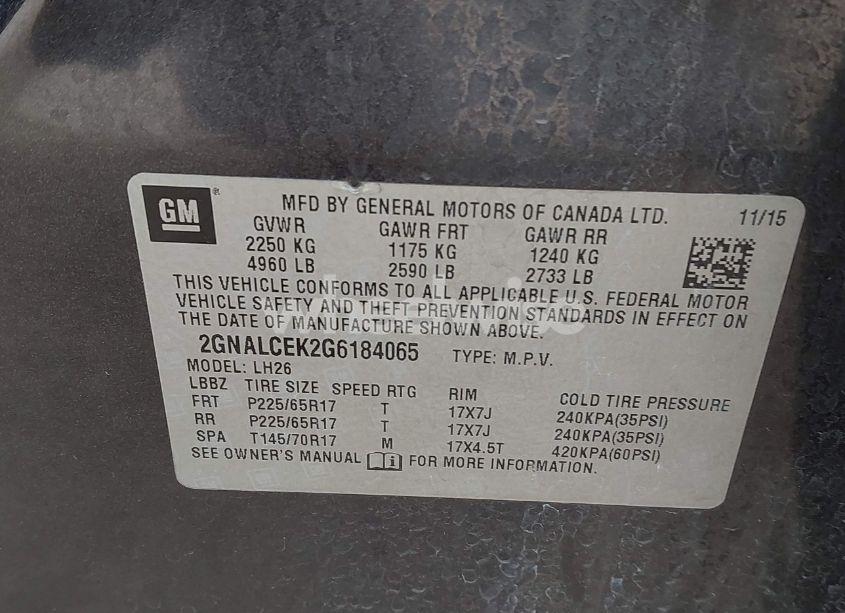 GM ® MFD BY GENERAL MOTORS OF CANADA LTD. 11/15
GVWR GAWR FRT GAWR RR
2250 KG 1175 KG 1240 KG
4960 LB 2590 LB 2733 LB
THIS VEHICLE CONFORMS TO ALL APPLICABLE U.S. FEDERAL MOTOR
VEHICLE SAFETY AND THEFT PREVENTION STANDARDS IN EFFECT ON
THE DATE OF MANUFACTURE SHOWN ABOVE.
2GNALCEK2G6184065 TYPE: M.P.V.
MODEL: LH26
LBBZ TIRE SIZE SPEED RTG RIM COLD TIRE PRESSURE
FRT P225/65R17 T 17X7J 240KPA(35PSI)
RR P225/65R17 T 17X7J 240KPA(35PSI)
SPA T145/70R17 M 17X4.5T 420KPA(60PSI)
SEE OWNER'S MANUAL FOR MORE INFORMATION.